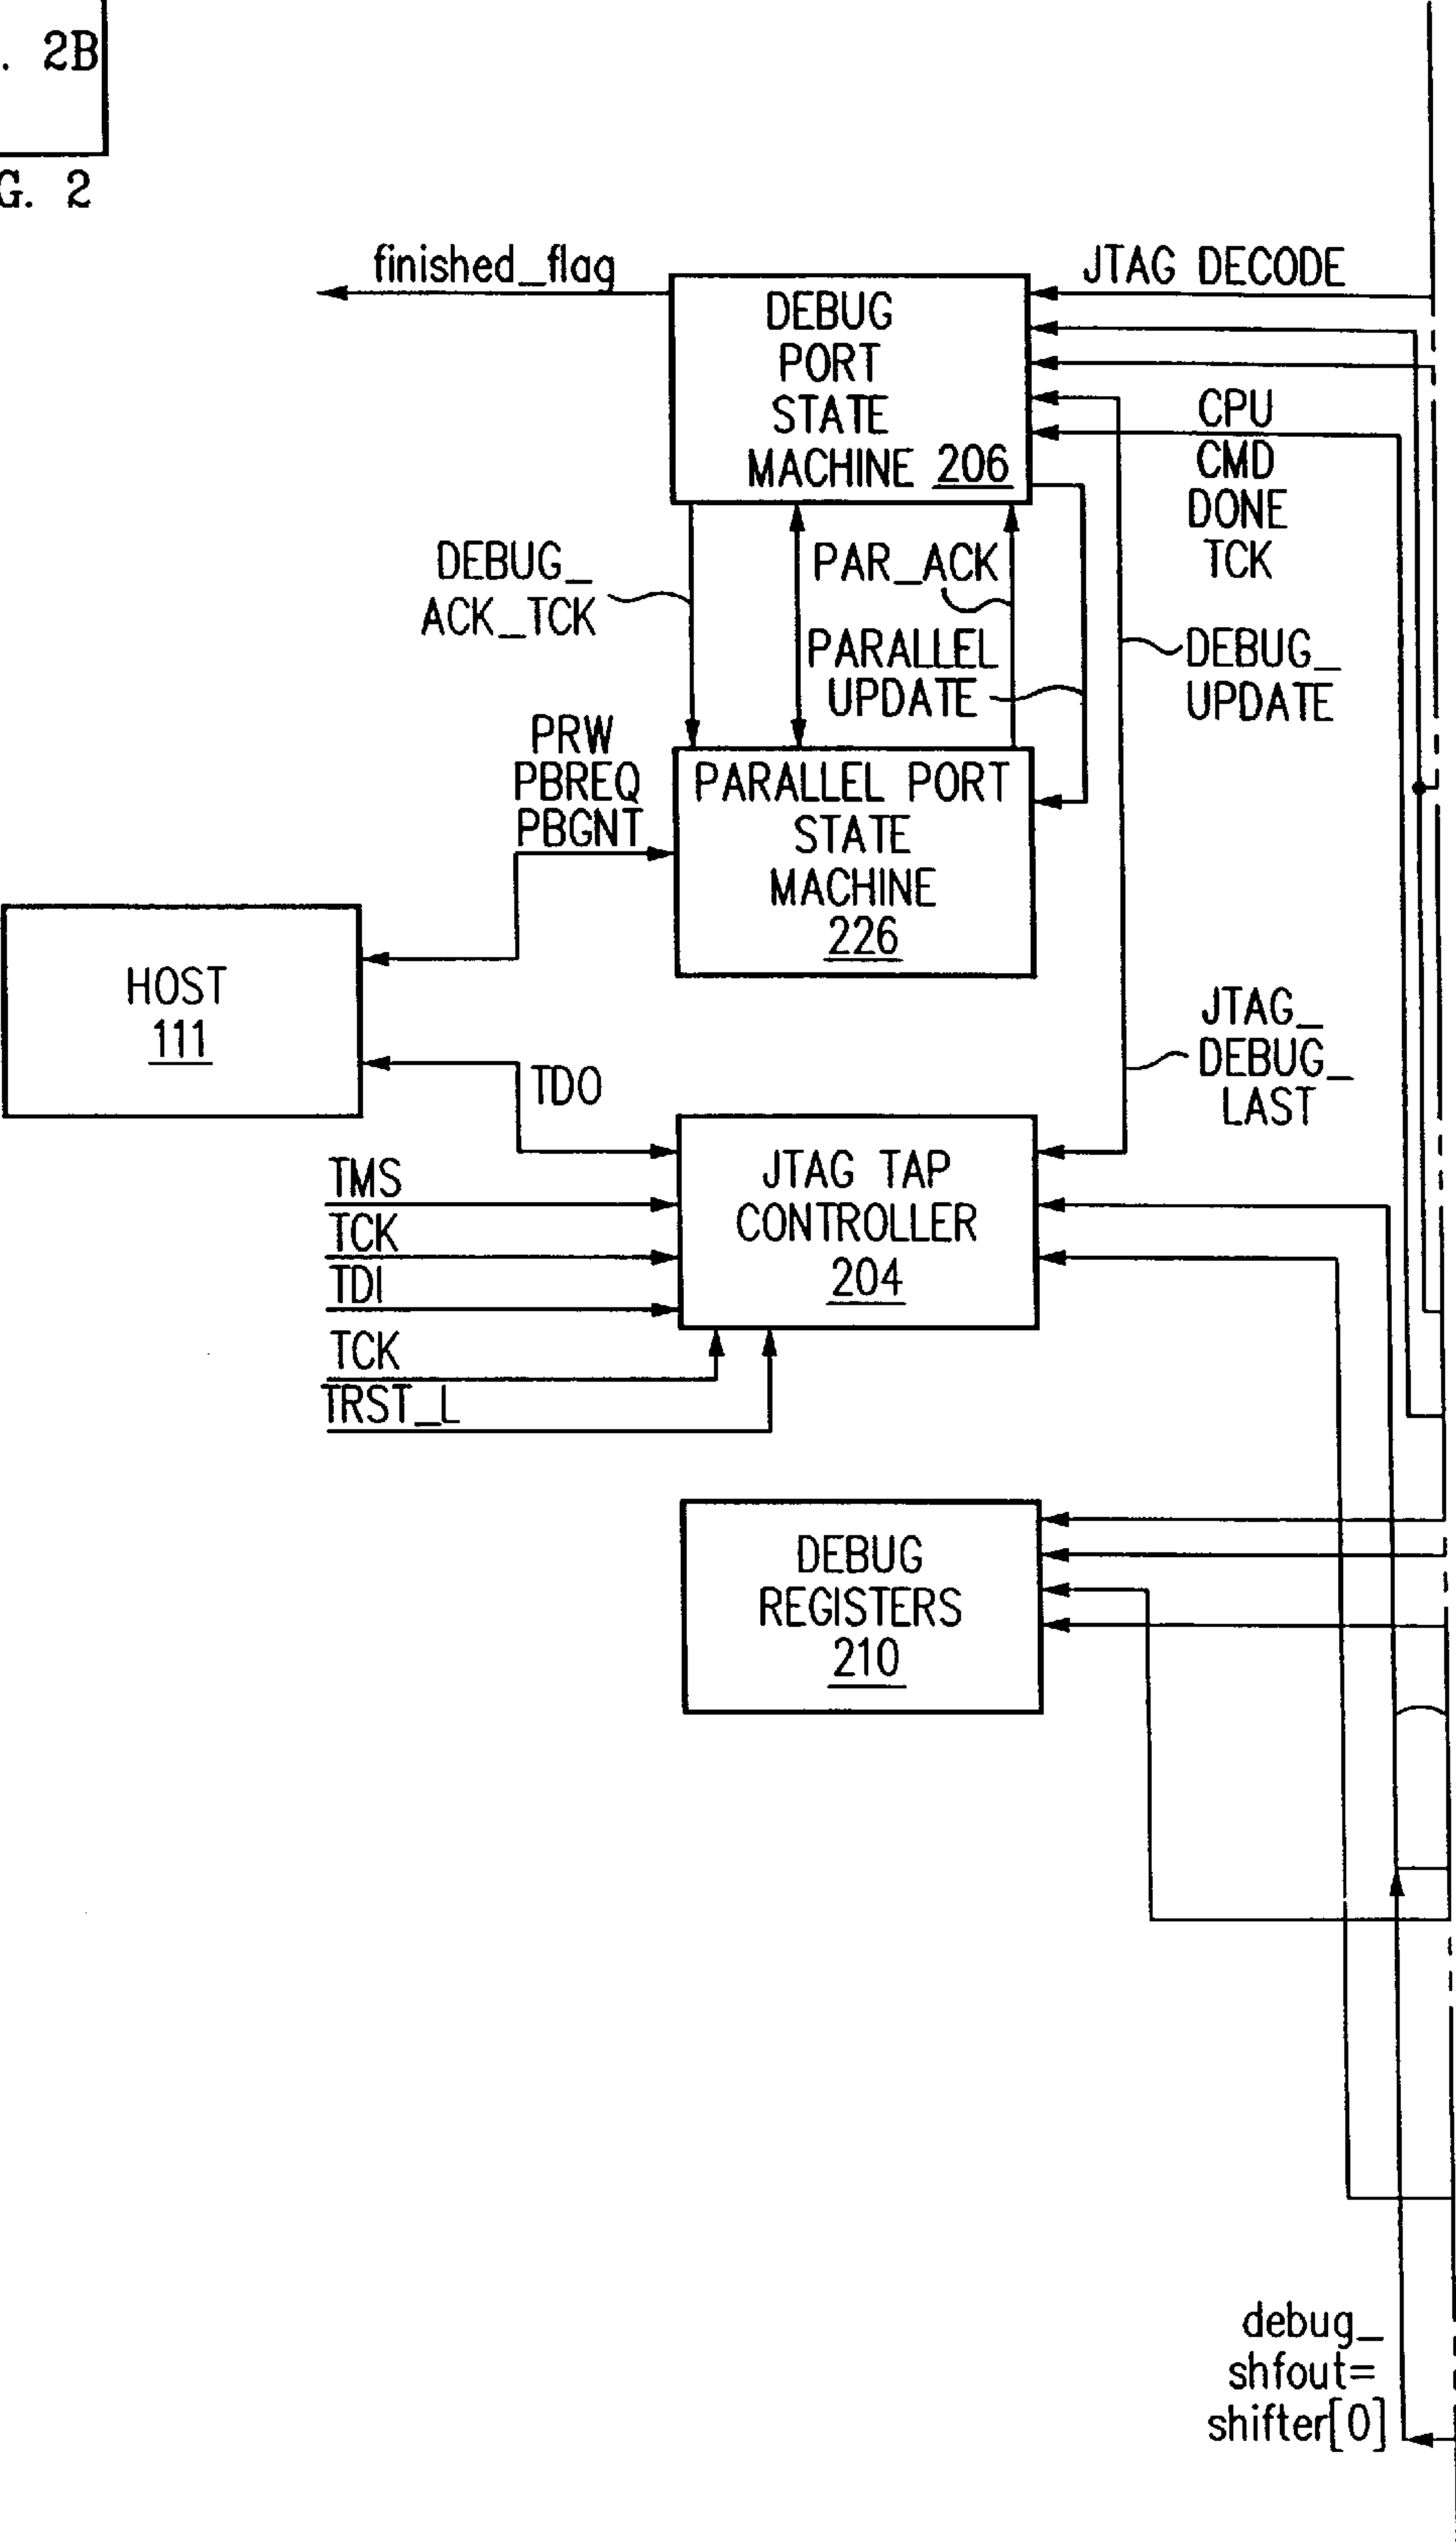 . 2B
G. 2
finished_flag
JTAG DECODE
DEBUG
PORT
STATE
MACHINE 206
CPU
CMD
DONE
TCK
DEBUG_
ACK_TCK
PAR_ACK
PARALLEL
UPDATE
DEBUG_
UPDATE
PRW
PBREQ
PBGNT
PARALLEL PORT
STATE
MACHINE
226
HOST
111
TDO
JTAG_
DEBUG_
LAST
JTAG TAP
CONTROLLER
204
TMS
TCK
TDI
TCK
TRST_L
DEBUG
REGISTERS
210
debug_
shfout=
shifter[0]